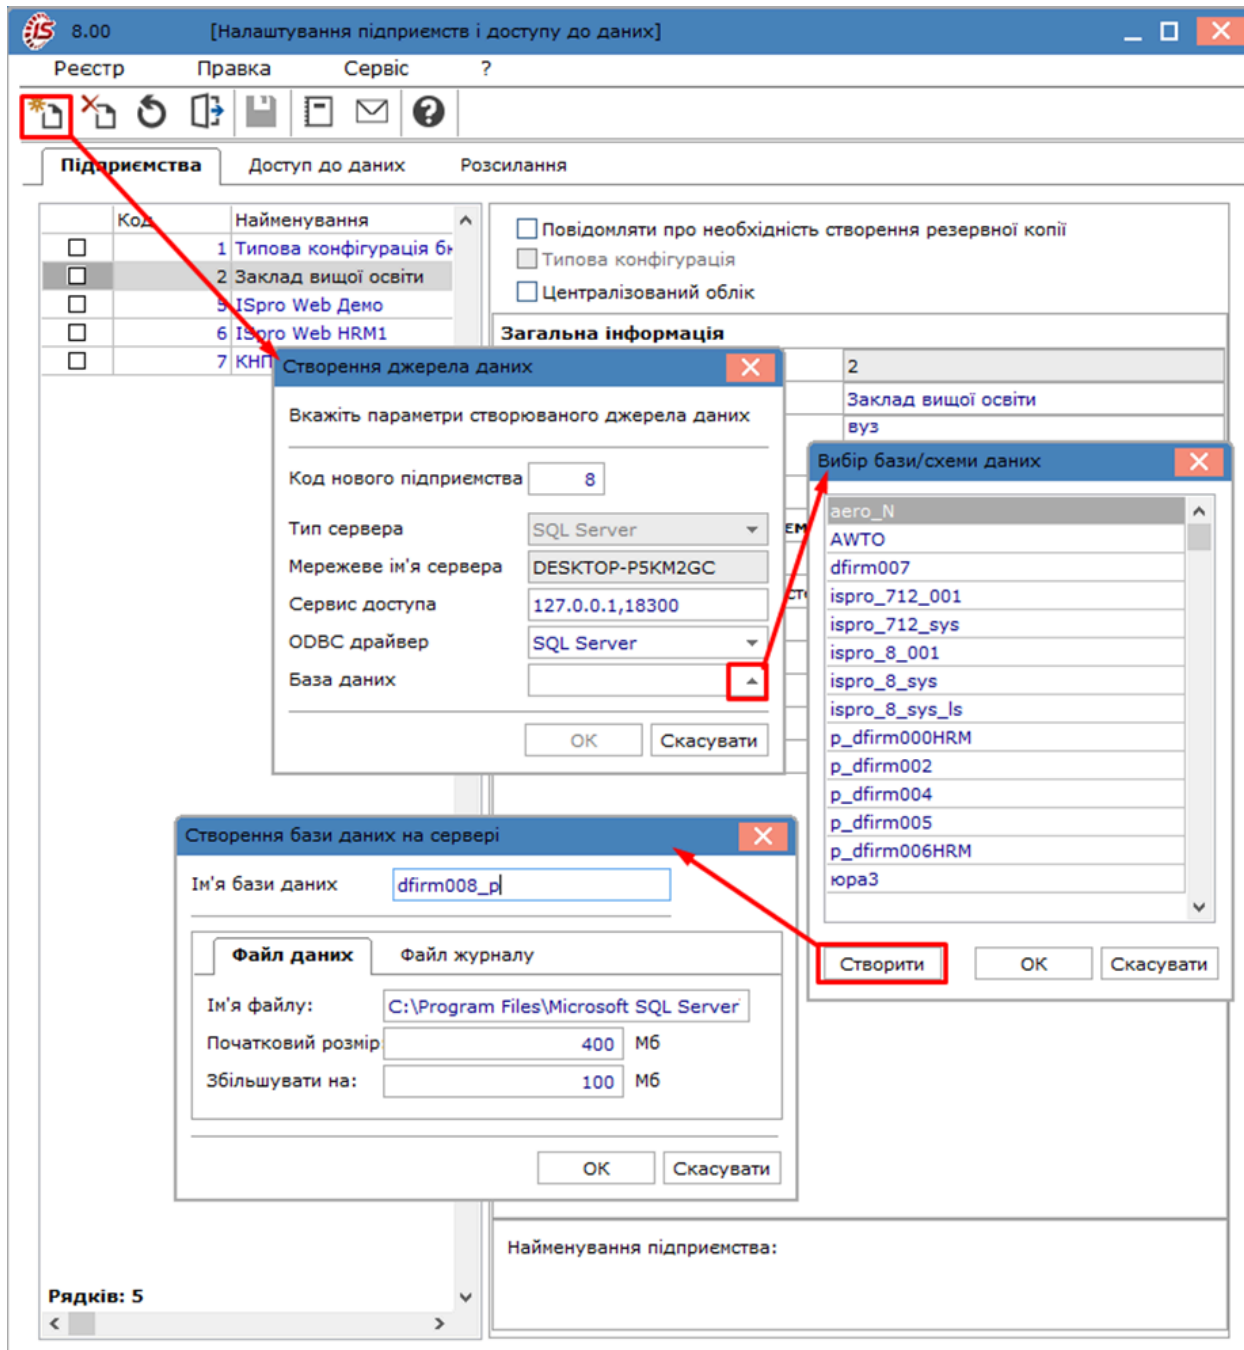 IS 8.00 [Налаштування підприємств і доступу до даних]
Реєстр Правка Сервіс ?
Підприємства Доступ до даних Розсилання
Код Найменування
1 Типова конфігурація бю
2 Заклад вищої освіти
5 ISpro Web Демо
6 ISpro Web HRM1
7 КНП
Рядків: 5
Повідомляти про необхідність створення резервної копії
Типова конфігурація
Централізований облік
Загальна інформація
2
Заклад вищої освіти
вуз
Створення джерела даних
Вкажіть параметри створюваного джерела даних
Код нового підприємства 8
Тип сервера SQL Server
Мережеве ім'я сервера DESKTOP-P5KM2GC
Сервис доступа 127.0.0.1,18300
ODBC драйвер SQL Server
База даних
ОК Скасувати
Вибір бази/схеми даних
aero_N
AWTO
dfirm007
ispro_712_001
ispro_712_sys
ispro_8_001
ispro_8_sys
ispro_8_sys_ls
p_dfirm000HRM
p_dfirm002
p_dfirm004
p_dfirm005
p_dfirm006HRM
юра3
Створити ОК Скасувати
Створення бази даних на сервері
Ім'я бази даних dfirm008_p
Файл даних Файл журналу
Ім'я файлу: C:\Program Files\Microsoft SQL Server
Початковий розмір 400 Мб
Збільшувати на: 100 Мб
ОК Скасувати
Найменування підприємства: